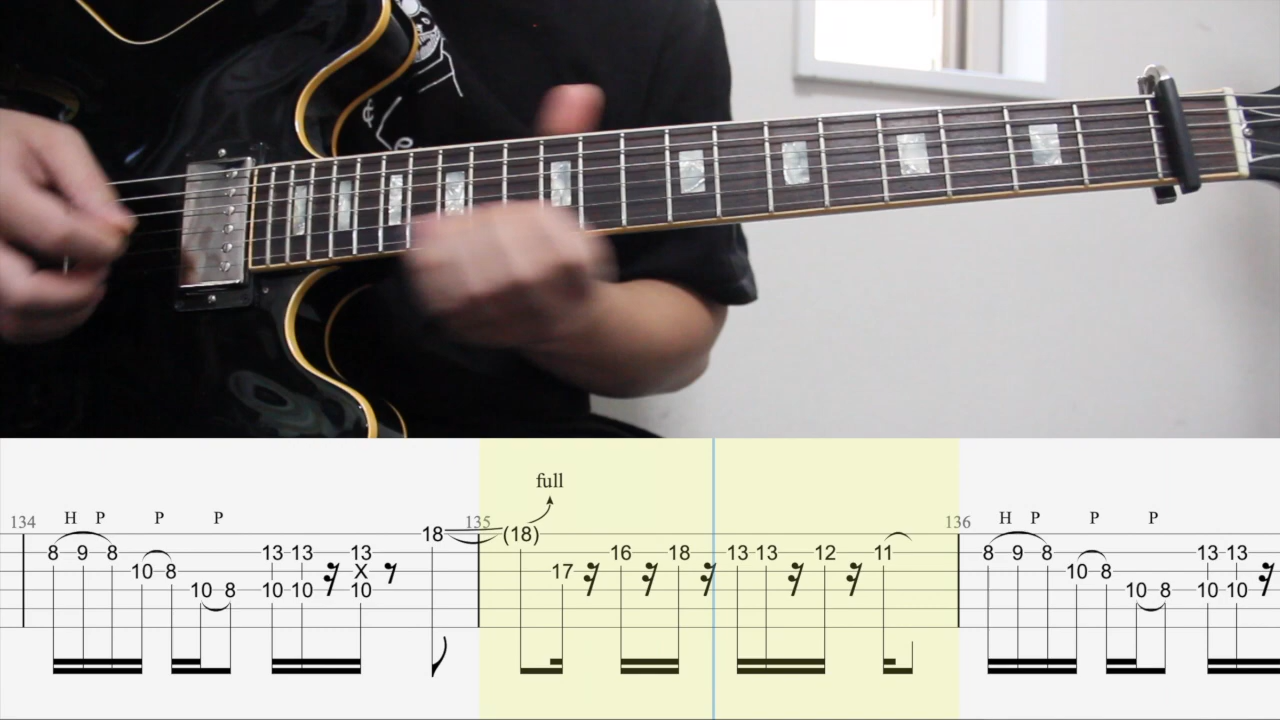 & Lo
full
134 H P P P 135 136 H P P P
18 (18)
8 9 8 13 13 13 16 18 13 13 12 11 8 9 8 13 13
10 8 X 17 10 8
10 8 10 10 10 10 8 10 10